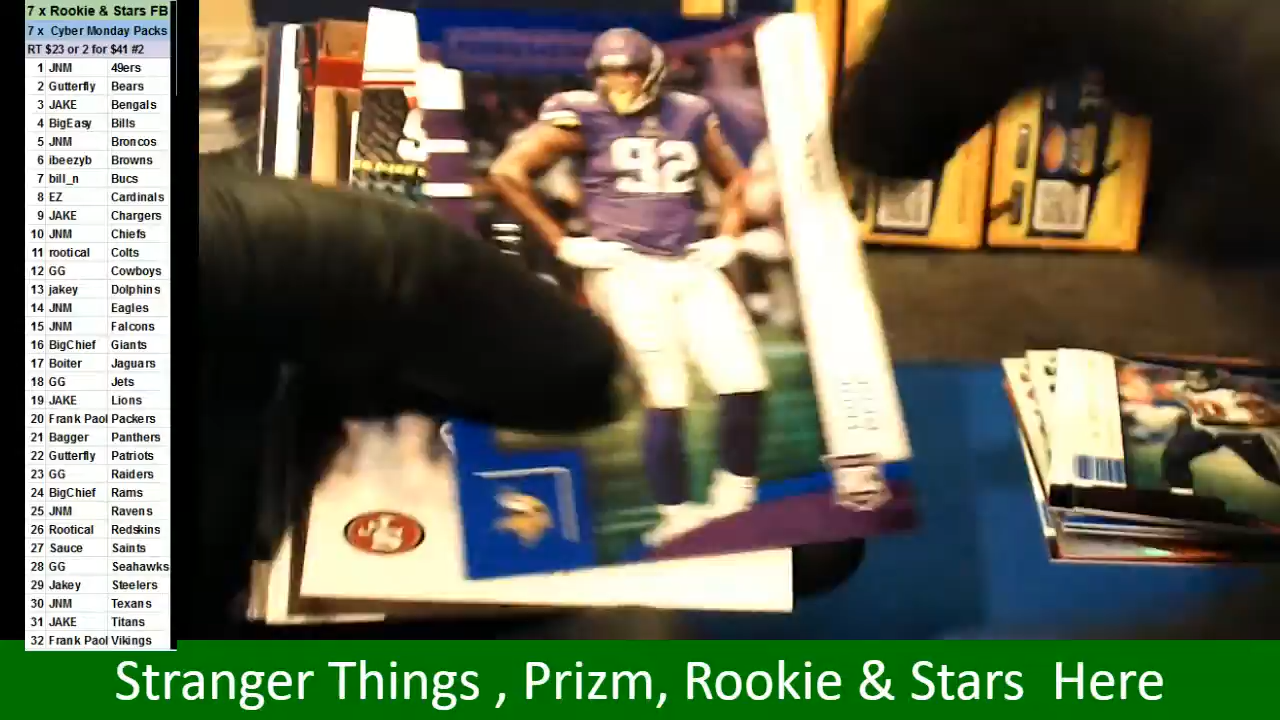 7 x Rookie & Stars FB
7 x Cyber Monday Packs
RT $23 or 2 for $41 #2
1 JNM 49ers
2 Gutterfly Bears
3 JAKE Bengals
4 BigEasy Bills
5 JNM Broncos
6 ibeezyb Browns
7 bill_n Bucs
8 EZ Cardinals
9 JAKE Chargers
10 JNM Chiefs
11 rootical Colts
12 GG Cowboys
13 jakey Dolphins
14 JNM Eagles
15 JNM Falcons
16 BigChief Giants
17 Boiter Jaguars
18 GG Jets
19 JAKE Lions
20 Frank Paol Packers
21 Bagger Panthers
22 Gutterfly Patriots
23 GG Raiders
24 BigChief Rams
25 JNM Ravens
26 Rootical Redskins
27 Sauce Saints
28 GG Seahawks
29 Jakey Steelers
30 JNM Texans
31 JAKE Titans
32 Frank Paol Vikings
92
Stranger Things , Prizm, Rookie & Stars Here